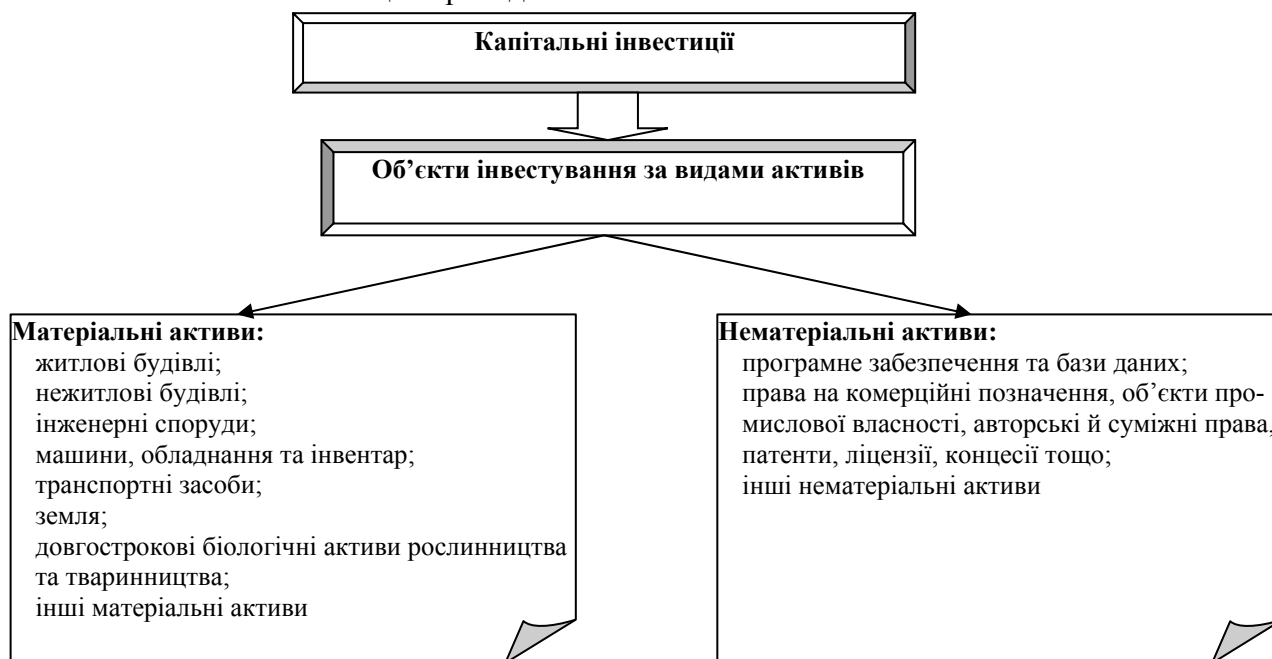 Капітальні інвестиції
Об’єкти інвестування за видами активів
Матеріальні активи:
житлові будівлі;
нежитлові будівлі;
інженерні споруди;
машини, обладнання та інвентар;
транспортні засоби;
земля;
довгострокові біологічні активи рослинництва
та тваринництва;
інші матеріальні активи
Нематеріальні активи:
програмне забезпечення та бази даних;
права на комерційні позначення, об’єкти про-
мислової власності, авторські й суміжні права,
патенти, ліцензії, концесії тощо;
інші нематеріальні активи